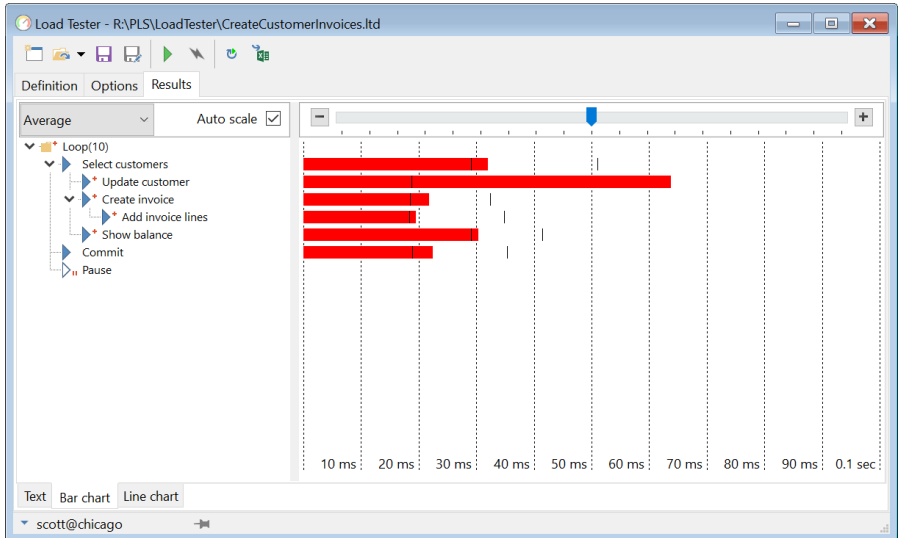 Load Tester - R:\PLS\LoadTester\CreateCustomerInvoices.ltd
Definition Options Results
Average Auto scale
Loop(10)
Select customers
Update customer
Create invoice
Add invoice lines
Show balance
Commit
Pause
10 ms 20 ms 30 ms 40 ms 50 ms 60 ms 70 ms 80 ms 90 ms 0.1 sec
Text Bar chart Line chart
scott@chicago